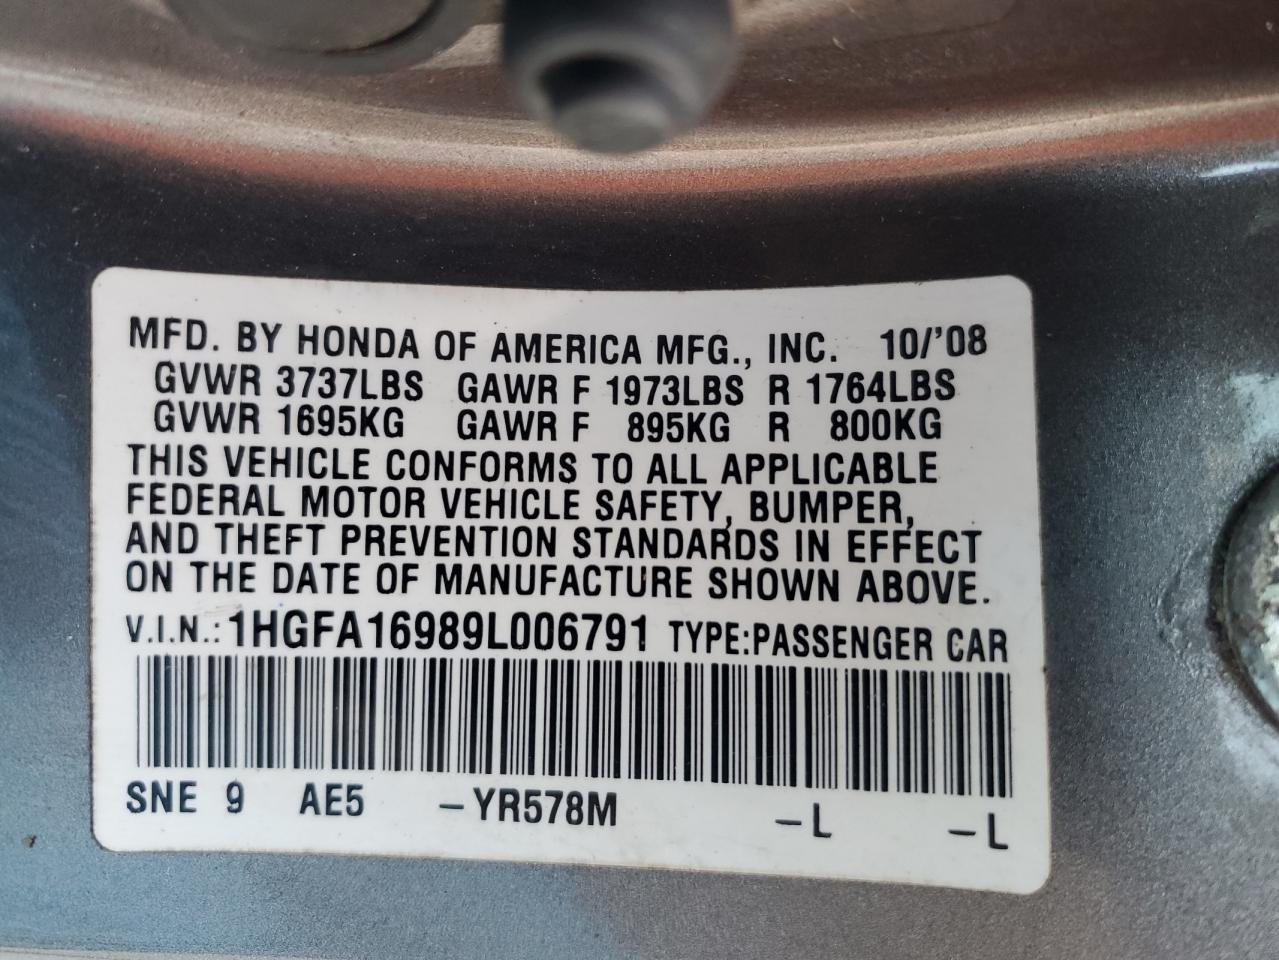 MFD. BY HONDA OF AMERICA MFG., INC. 10/'08
GVWR 3737LBS GAWR F 1973LBS R 1764LBS
GVWR 1695KG GAWR F 895KG R 800KG
THIS VEHICLE CONFORMS TO ALL APPLICABLE
FEDERAL MOTOR VEHICLE SAFETY, BUMPER,
AND THEFT PREVENTION STANDARDS IN EFFECT
ON THE DATE OF MANUFACTURE SHOWN ABOVE.
V.I.N.: 1HGFA16989L006791 TYPE:PASSENGER CAR
SNE 9 AE5 -YR578M -L -L